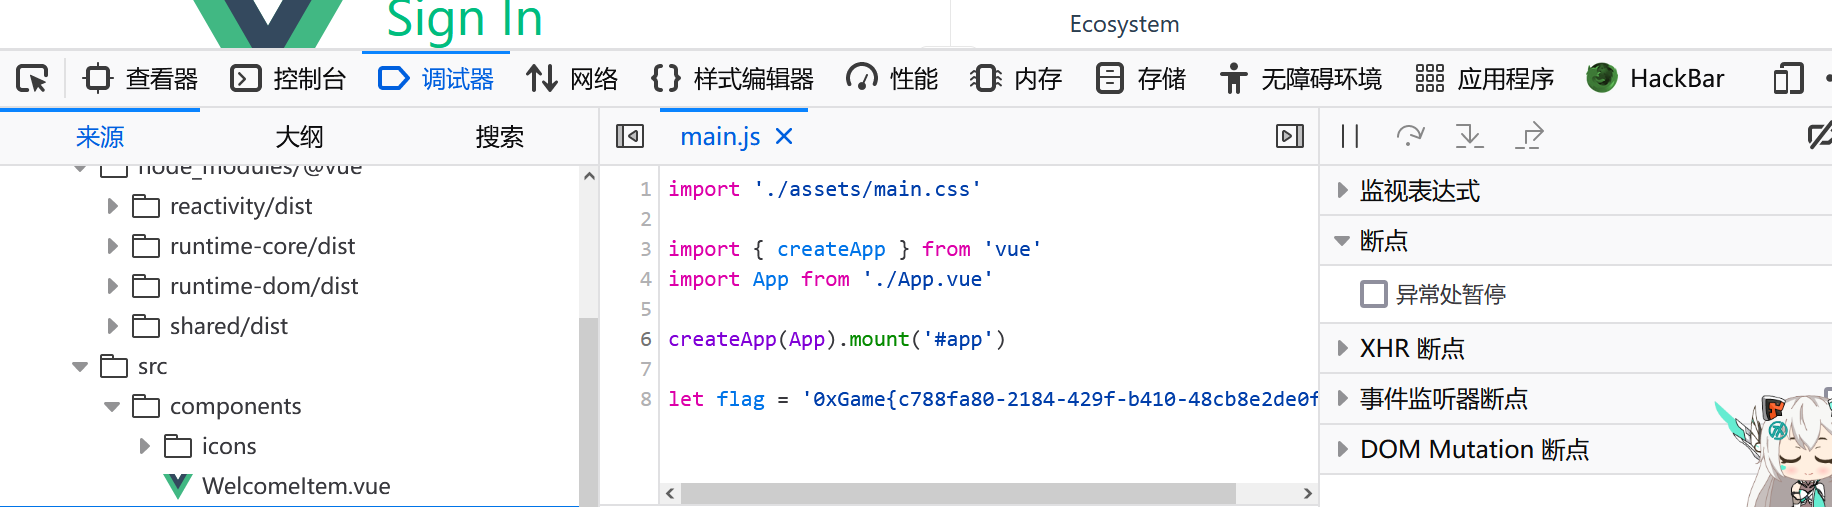 Sign In
Ecosystem
查看器 控制台 调试器 网络 样式编辑器 性能 内存 存储 无障碍环境 应用程序 HackBar
来源 大纲 搜索
main.js
node_modules/@vue
reactivity/dist
runtime-core/dist
runtime-dom/dist
shared/dist
src
components
icons
WelcomeItem.vue
1 import './assets/main.css'
2
3 import { createApp } from 'vue'
4 import App from './App.vue'
5
6 createApp(App).mount('#app')
7
8 let flag = '0xGame{c788fa80-2184-429f-b410-48cb8e2de0f
监视表达式
断点
异常处暂停
XHR 断点
事件监听器断点
DOM Mutation 断点